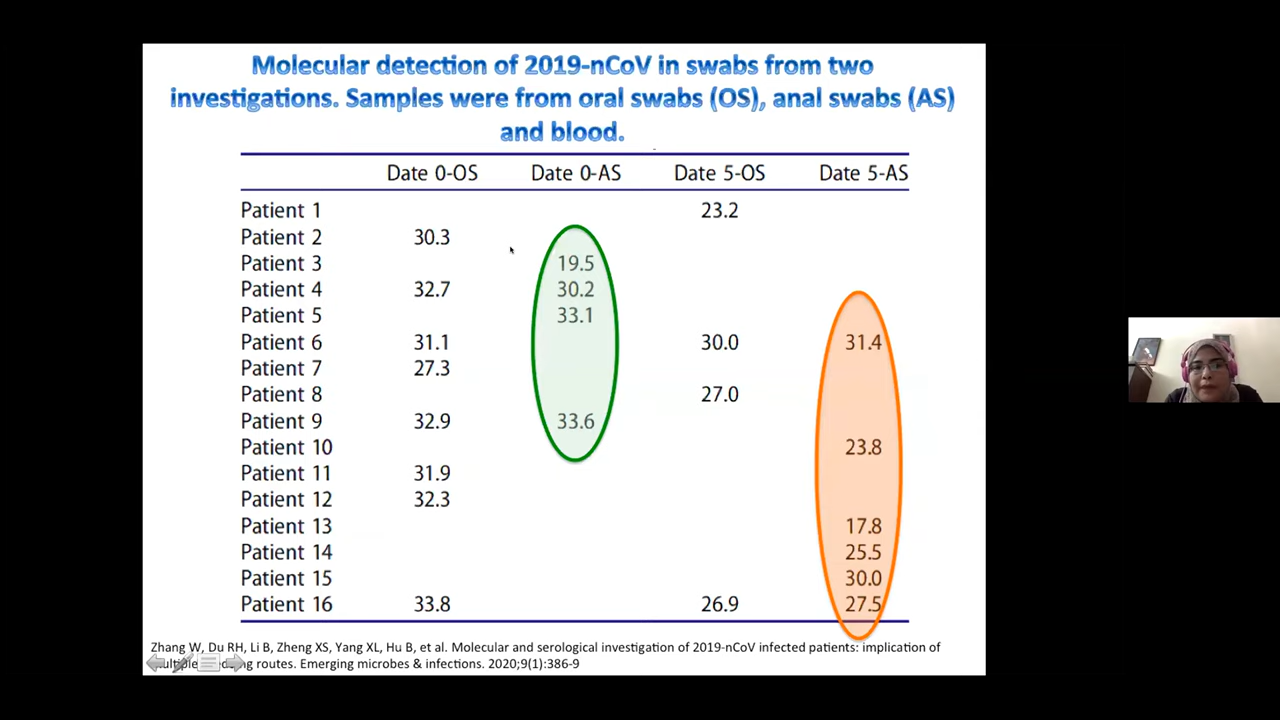 Molecular detection of 2019-nCoV in swabs from two
investigations. Samples were from oral swabs (OS), anal swabs (AS)
and blood.
Date 0-OS Date 0-AS Date 5-OS Date 5-AS
Patient 1 23.2
Patient 2 30.3
Patient 3 19.5
Patient 4 32.7 30.2
Patient 5 33.1
Patient 6 31.1 30.0 31.4
Patient 7 27.3
Patient 8 27.0
Patient 9 32.9 33.6
Patient 10 23.8
Patient 11 31.9
Patient 12 32.3
Patient 13 17.8
Patient 14 25.5
Patient 15 30.0
Patient 16 33.8 26.9 27.5
Zhang W, Du RH, Li B, Zheng XS, Yang XL, Hu B, et al. Molecular and serological investigation of 2019-nCoV infected patients: implication of
routes. Emerging microbes & infections. 2020;9(1):386-9